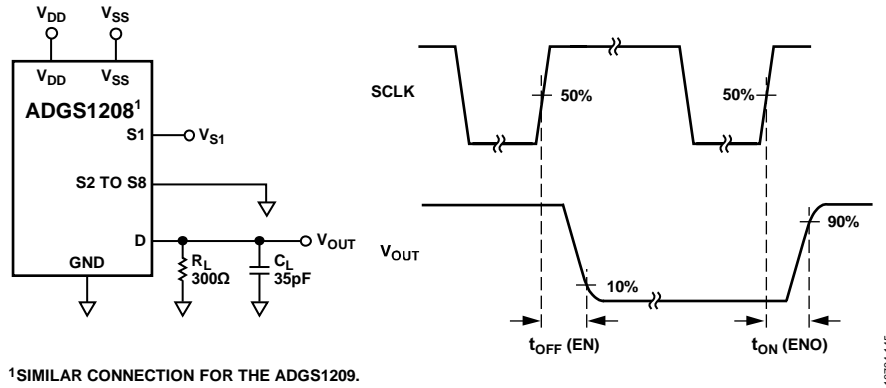 VDD
VSS
VDD
VSS
ADGS1208¹
S1
VS1
S2 TO S8
D
VOUT
RL
300Ω
CL
35pF
GND
SCLK
50%
50%
VOUT
90%
10%
tOFF (EN)
tON (ENO)
¹SIMILAR CONNECTION FOR THE ADGS1209.